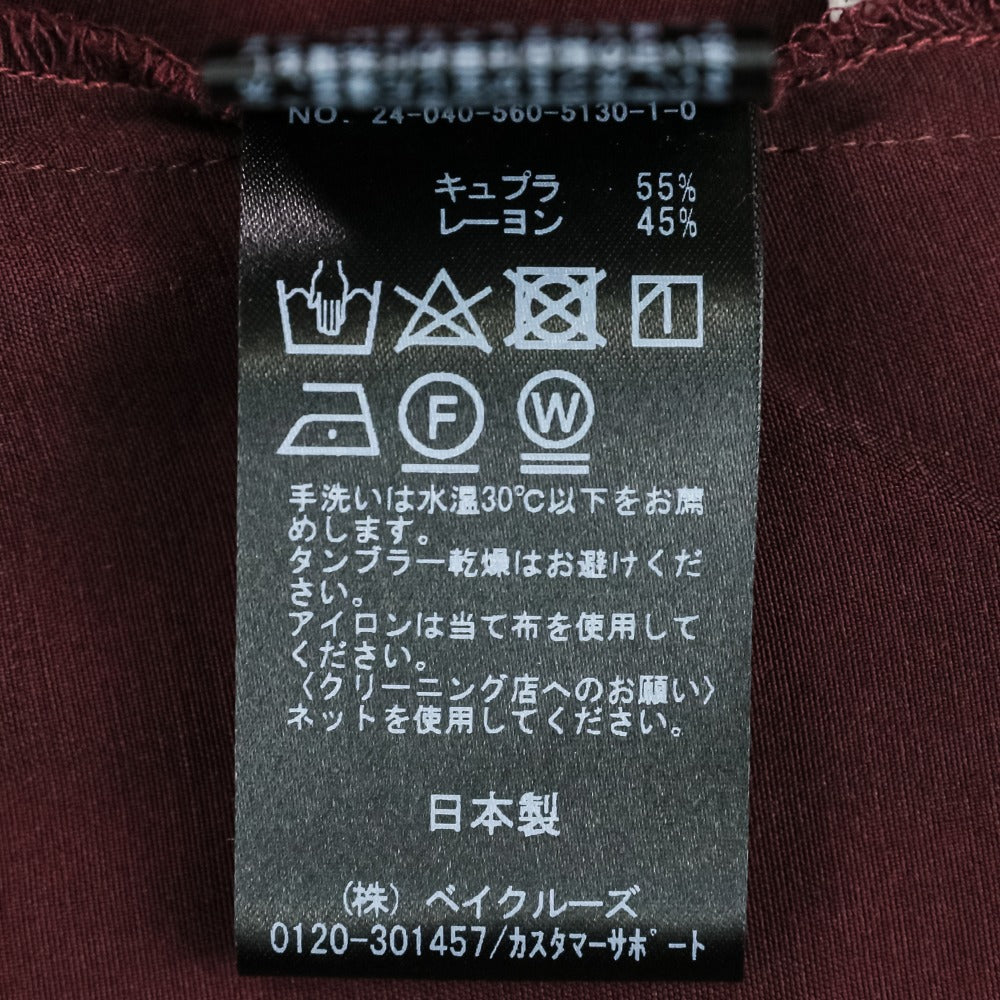 NO. 24-040-560-5130-1-0
キュプラ 55%
レーヨン 45%
F
W
手洗いは水温30℃以下をお薦
めします。
タンブラー乾燥はお避けくだ
さい。
アイロンは当て布を使用して
ください。
〈クリーニング店へのお願い〉
ネットを使用してください。
日本製
(株) ベイクルーズ
0120-301457/カスタマーサポート